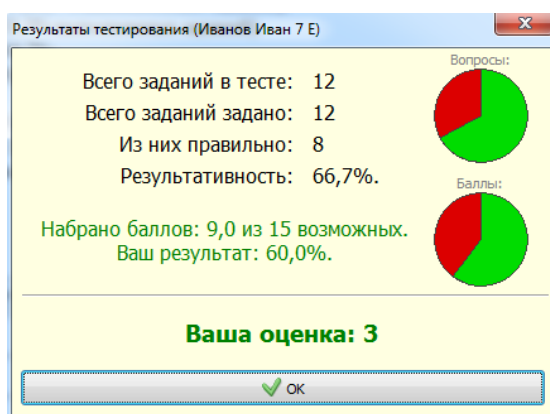 Результаты тестирования (Иванов Иван 7 Е)
Вопросы:
Всего заданий в тесте: 12
Всего заданий задано: 12
Из них правильно: 8
Результативность: 66,7%.
Баллы:
Набрано баллов: 9,0 из 15 возможных.
Ваш результат: 60,0%.
Ваша оценка: 3
ОК